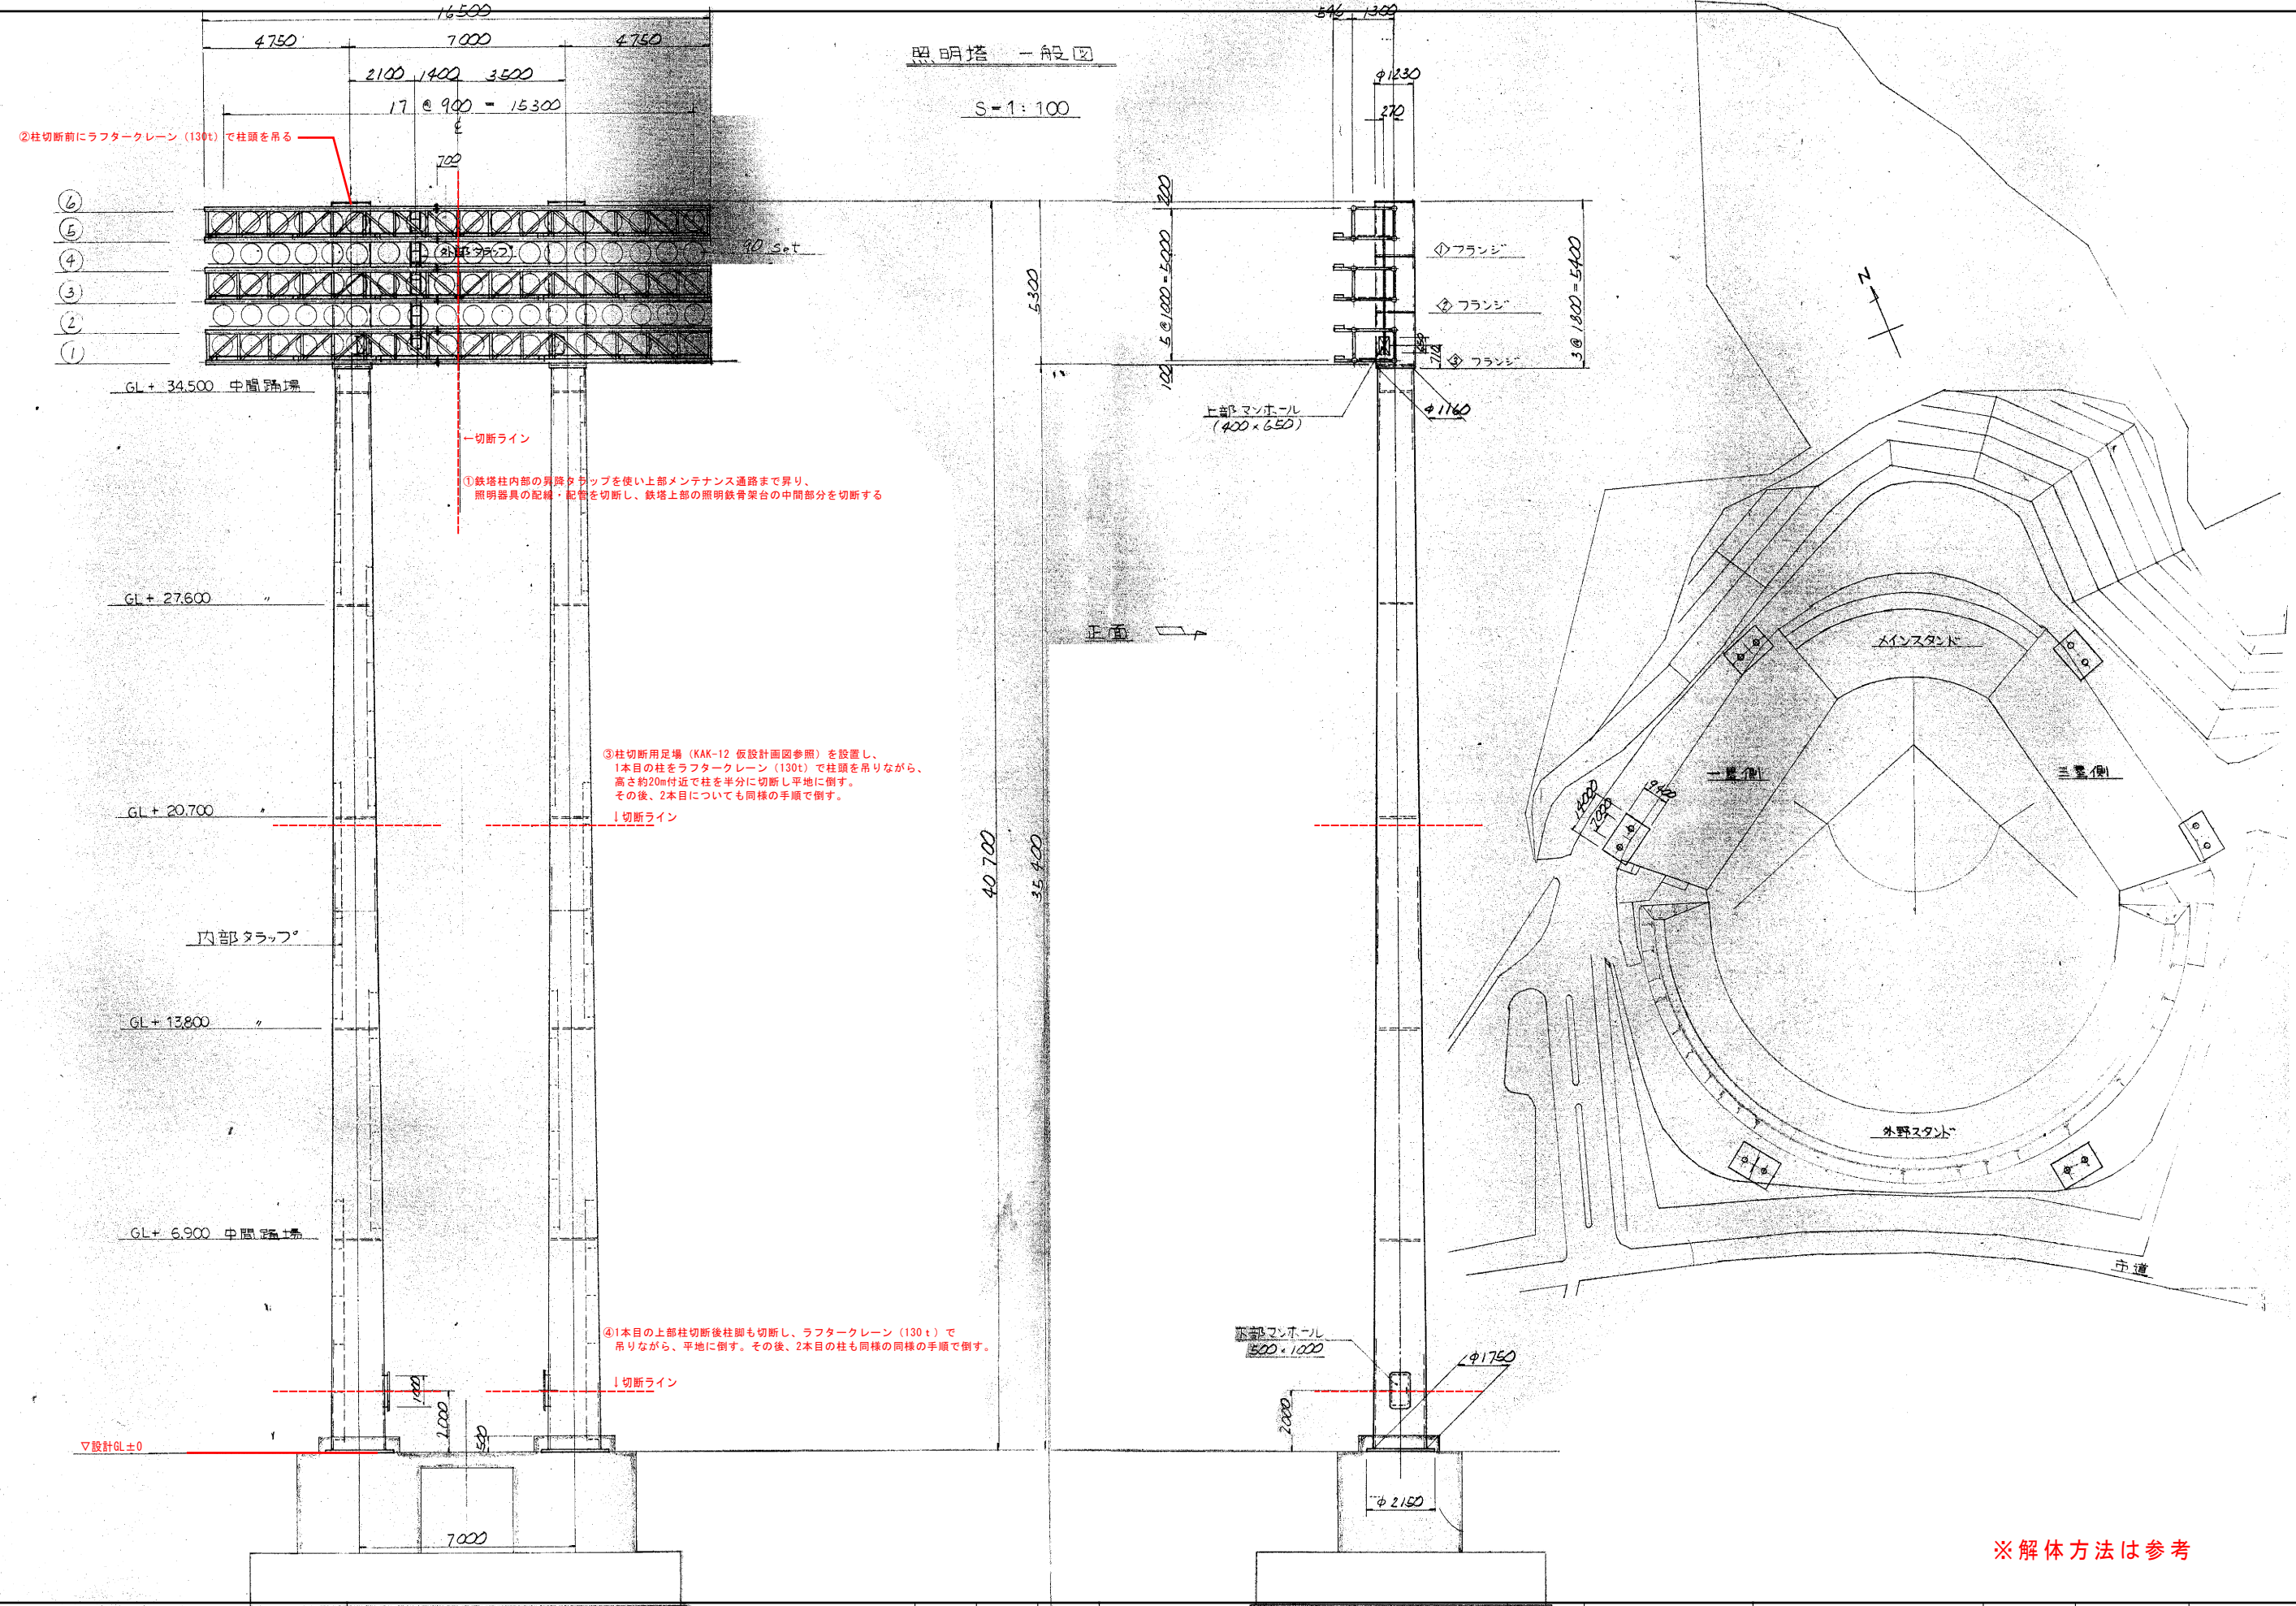 照明塔 一般図
S=1:100
16500
4750
7000
4750
2100
1400
3500
17 @ 900 = 15300
℄
700
②柱切断前にラフタークレーン（130t）で柱頭を吊る
⑥
⑤
④
③
②
①
外部タラップ
90 set
GL+ 34.500 中間踊場
←切断ライン
①鉄塔柱内部の昇降タラップを使い上部メンテナンス通路まで昇り、
照明器具の配線・配管を切断し、鉄塔上部の照明鉄骨架台の中間部分を切断する
GL+ 27.600 〃
③柱切断用足場（KAK-12 仮設計画図参照）を設置し、
1本目の柱をラフタークレーン（130t）で柱頭を吊りながら、
高さ約20m付近で柱を半分に切断し平地に倒す。
その後、2本目についても同様の手順で倒す。
↓切断ライン
GL+ 20.700 〃
内部タラップ
GL+ 13.800 〃
GL+ 6.900 中間踊場
④1本目の上部柱切断後柱脚も切断し、ラフタークレーン（130ｔ）で
吊りながら、平地に倒す。その後、2本目の柱も同様の同様の手順で倒す。
↓切断ライン
1000
2000
500
▽設計GL±0
7000
40700
5300
35400
正面
546
1300
φ1230
270
200
5@1000=5000
100
① フランジ
② フランジ
③ フランジ
3@1800=5400
710
上部マンホール
(400×650)
φ1160
下部マンホール
500×1000
φ1750
2000
φ2150
N
メインスタンド
一塁側
三塁側
14000
7000
9400
外野スタンド
市道
※解体方法は参考